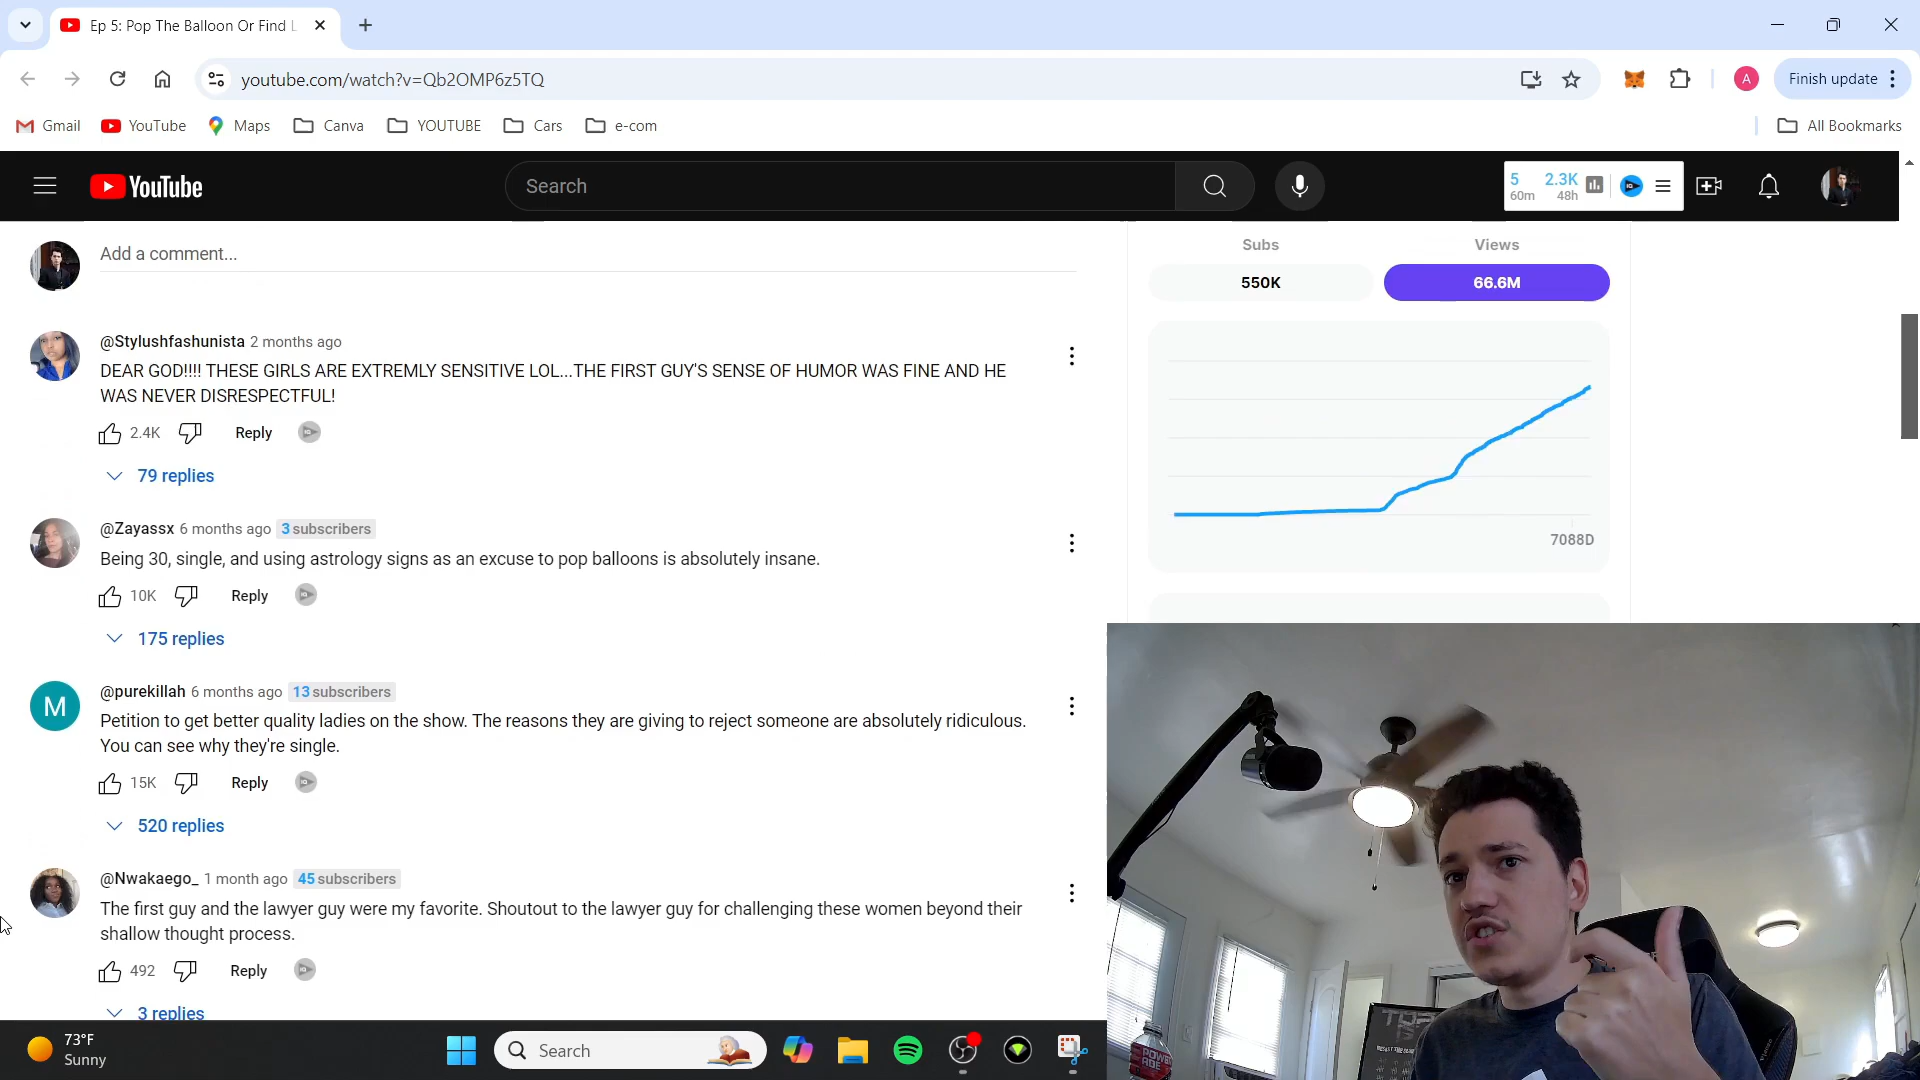 Ep 5: Pop The Balloon Or Find L
youtube.com/watch?v=Qb2OMP6z5TQ
A
Finish update
Gmail
YouTube
Maps
Canva
YOUTUBE
Cars
e-com
All Bookmarks
YouTube
Search
5
2.3K
60m
48h
Add a comment...
Subs
Views
550K
66.6M
7088D
@Stylushfashunista 2 months ago
DEAR GOD!!!! THESE GIRLS ARE EXTREMLY SENSITIVE LOL...THE FIRST GUY'S SENSE OF HUMOR WAS FINE AND HE
WAS NEVER DISRESPECTFUL!
2.4K
Reply
79 replies
@Zayassx 6 months ago 3 subscribers
Being 30, single, and using astrology signs as an excuse to pop balloons is absolutely insane.
10K
Reply
175 replies
M
@purekillah 6 months ago 13 subscribers
Petition to get better quality ladies on the show. The reasons they are giving to reject someone are absolutely ridiculous.
You can see why they're single.
15K
Reply
520 replies
@Nwakaego_ 1 month ago 45 subscribers
The first guy and the lawyer guy were my favorite. Shoutout to the lawyer guy for challenging these women beyond their
shallow thought process.
492
Reply
3 replies
POWER
ADE
73°F
Sunny
Search